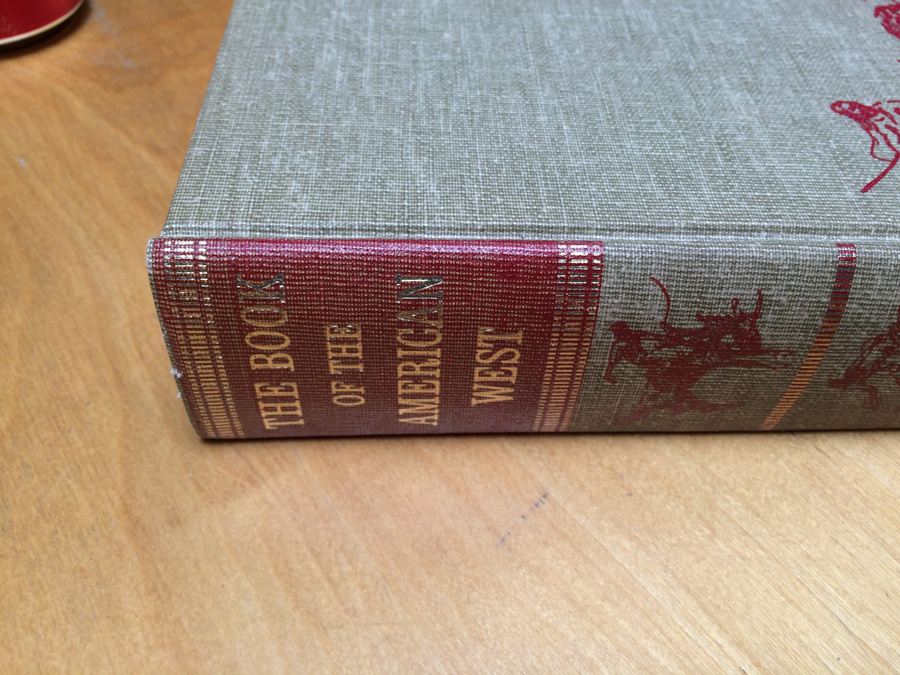 THE BOOK
OF THE
AMERICAN
WEST